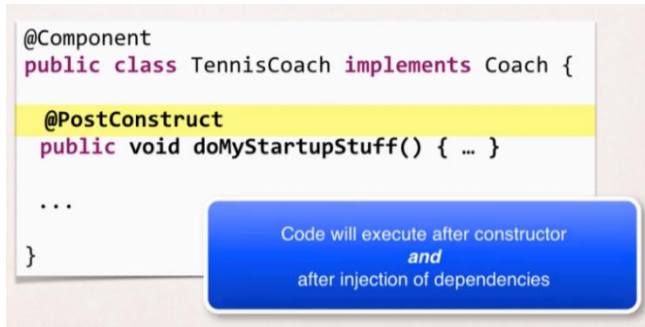 @Component
public class TennisCoach implements Coach {
@PostConstruct
public void doMyStartupStuff() { … }
...
}
Code will execute after constructor
and
after injection of dependencies